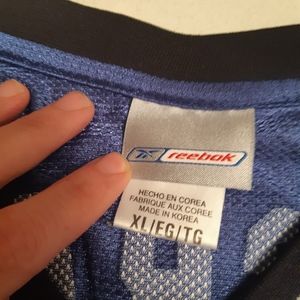 Reebok
HECHO EN COREA
FABRIQUE AUX COREE
MADE IN KOREA
XL/EG/TG